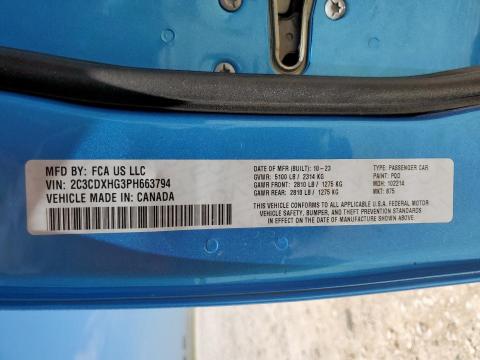 MFD BY: FCA US LLC
VIN: 2C3CDXHG3PH663794
VEHICLE MADE IN: CANADA
DATE OF MFR (BUILT) 10-23
GVWR: 5100 LB / 2314 KG
GAWR FRONT: 2810 LB / 1275 KG
GAWR REAR: 2810 LB / 1275 KG
TYPE: PASSENGER CAR
PAINT: PQD
MDH: 102214
VKT: 875
THIS VEHICLE CONFORMS TO ALL APPLICABLE U.S.A. FEDERAL MOTOR
VEHICLE SAFETY, BUMPER, AND THEFT PREVENTION STANDARDS
IN EFFECT ON THE DATE OF MANUFACTURE SHOWN ABOVE.